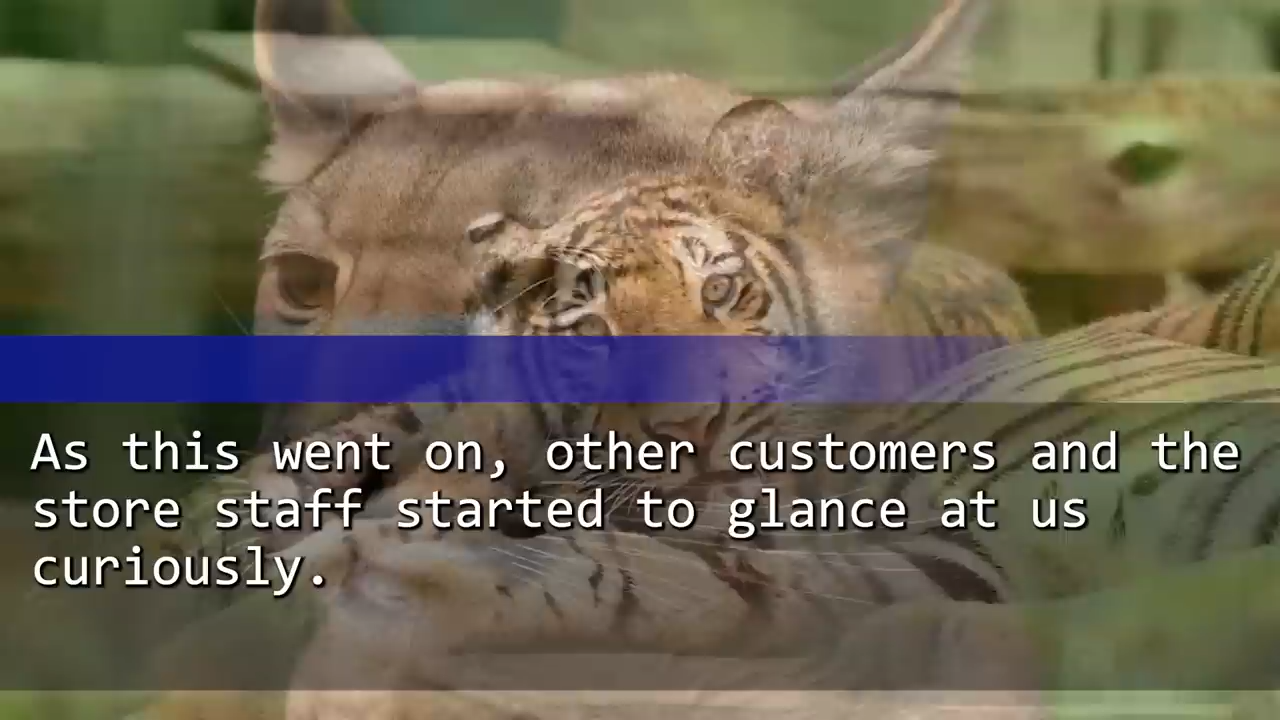 As this went on, other customers and the
store staff started to glance at us
curiously.